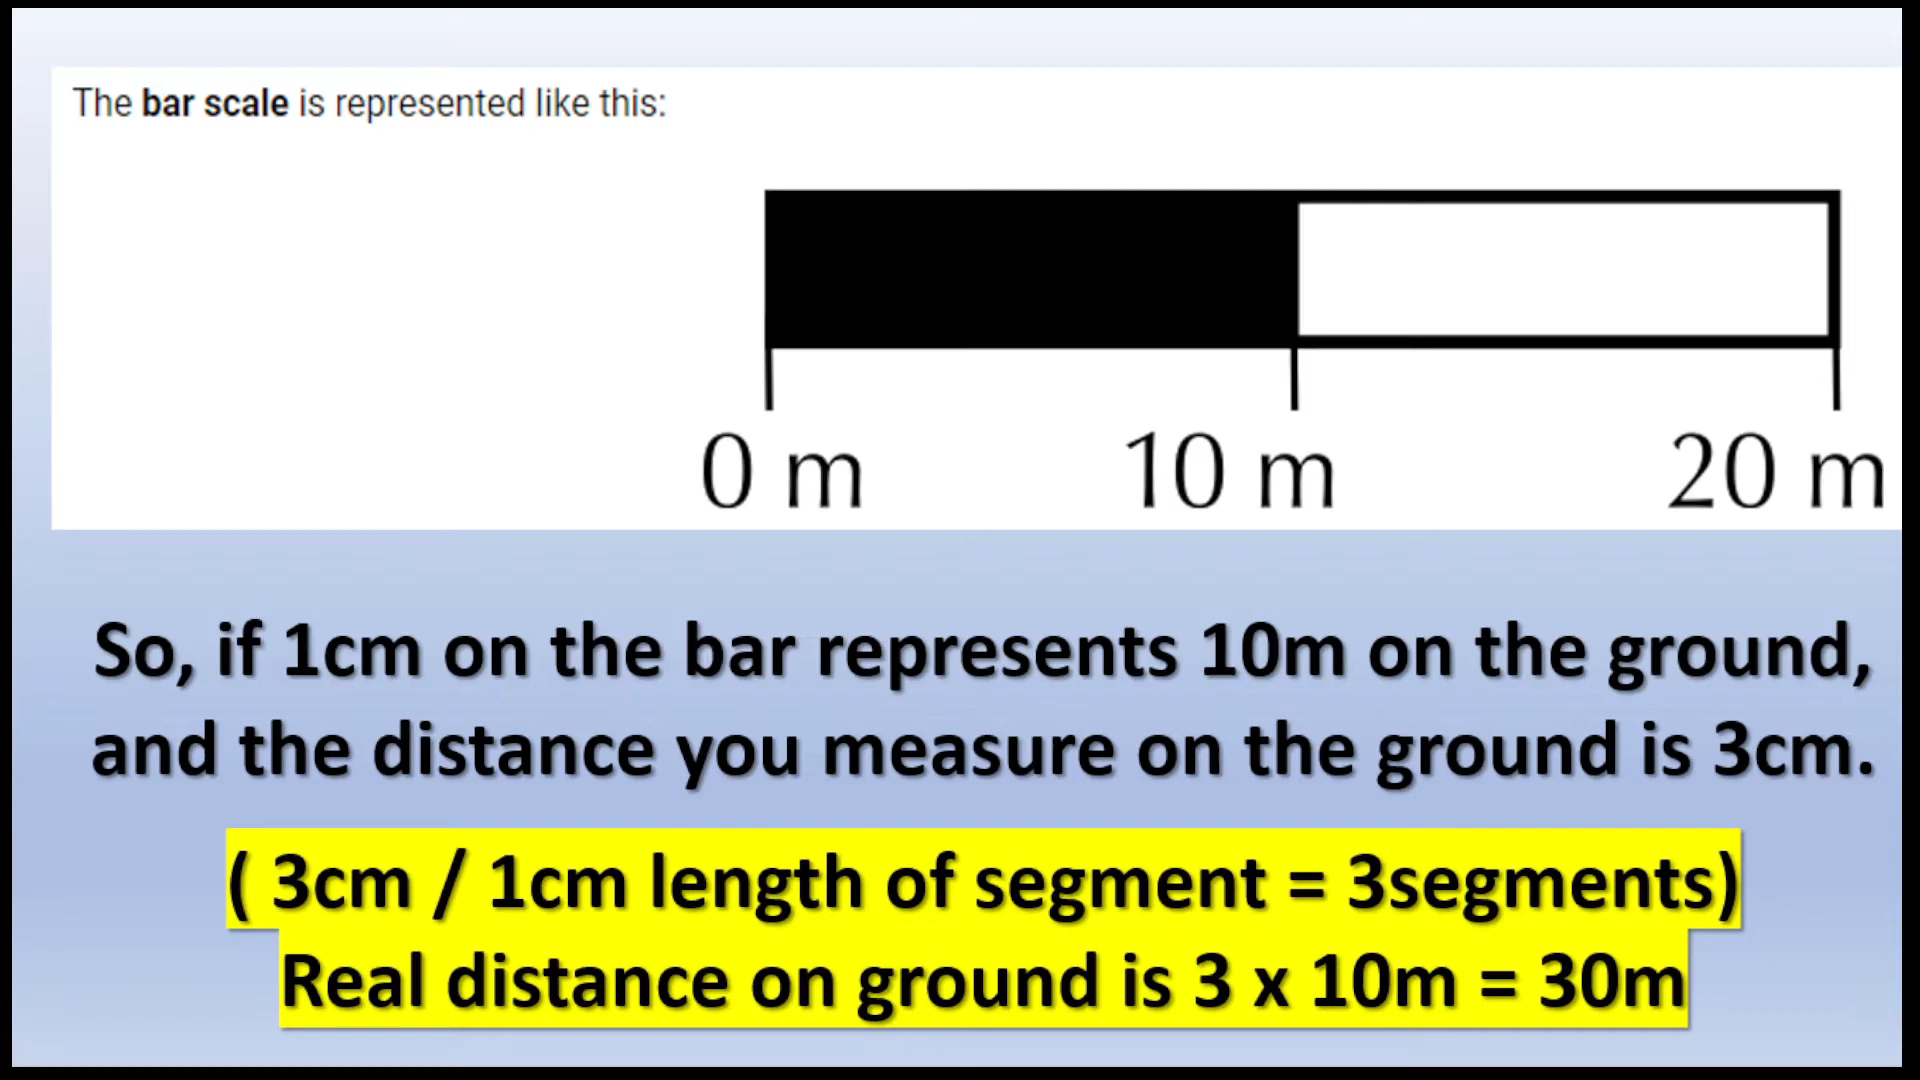 The bar scale is represented like this:
0 m 10 m 20 m
So, if 1cm on the bar represents 10m on the ground,
and the distance you measure on the ground is 3cm.
( 3cm / 1cm length of segment = 3segments)
Real distance on ground is 3 x 10m = 30m